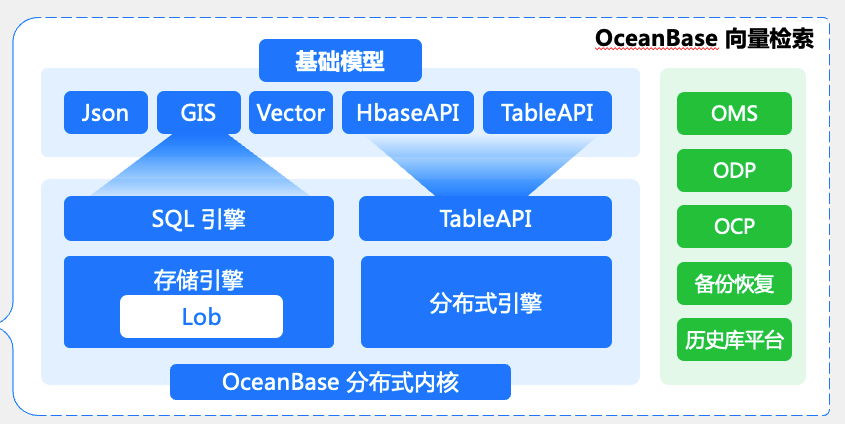 OceanBase 向量检索
基础模型
Json
GIS
Vector
HbaseAPI
TableAPI
SQL 引擎
TableAPI
存储引擎
Lob
分布式引擎
OceanBase 分布式内核
OMS
ODP
OCP
备份恢复
历史库平台